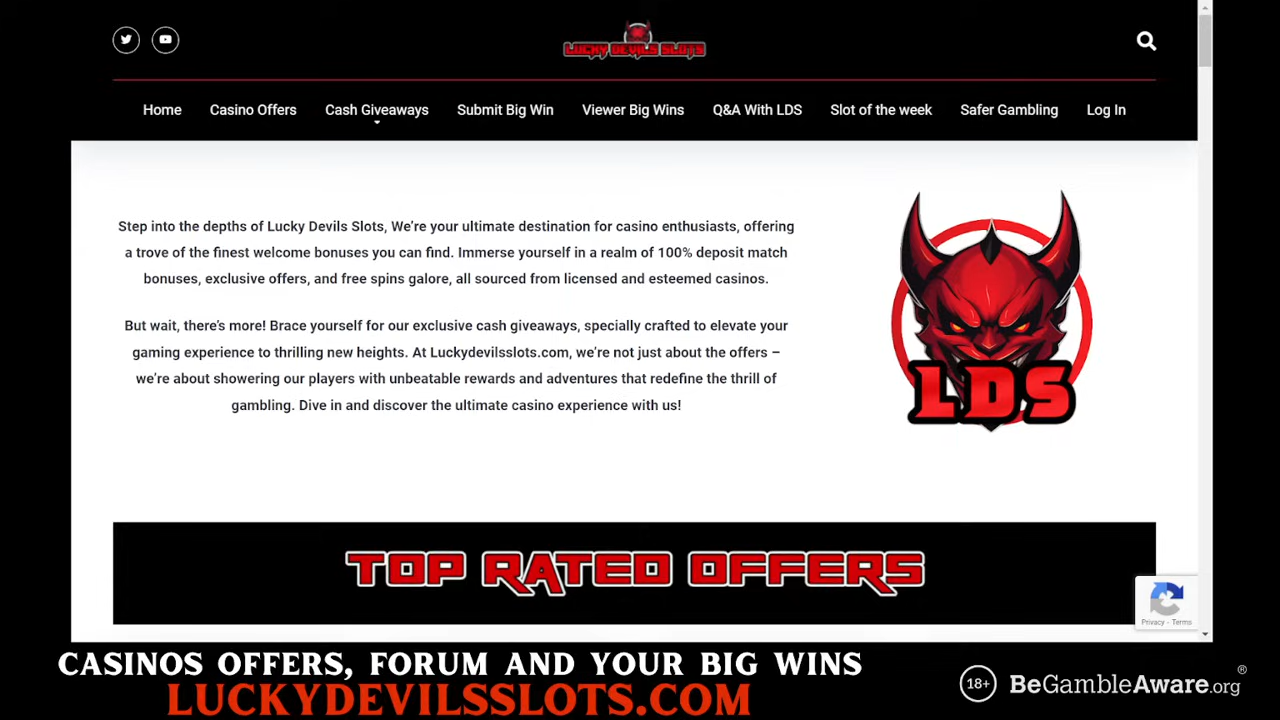 LUCKY DEVILS SLOTS
Home Casino Offers Cash Giveaways Submit Big Win Viewer Big Wins Q&A With LDS Slot of the week Safer Gambling Log In
Step into the depths of Lucky Devils Slots, We're your ultimate destination for casino enthusiasts, offering
a trove of the finest welcome bonuses you can find. Immerse yourself in a realm of 100% deposit match
bonuses, exclusive offers, and free spins galore, all sourced from licensed and esteemed casinos.
But wait, there's more! Brace yourself for our exclusive cash giveaways, specially crafted to elevate your
gaming experience to thrilling new heights. At Luckydevilsslots.com, we're not just about the offers –
we're about showering our players with unbeatable rewards and adventures that redefine the thrill of
gambling. Dive in and discover the ultimate casino experience with us!
LDS
TOP RATED OFFERS
Privacy - Terms
CASINOS OFFERS, FORUM AND YOUR BIG WINS
LUCKYDEVILSSLOTS.COM
18+ BeGambleAware.org®